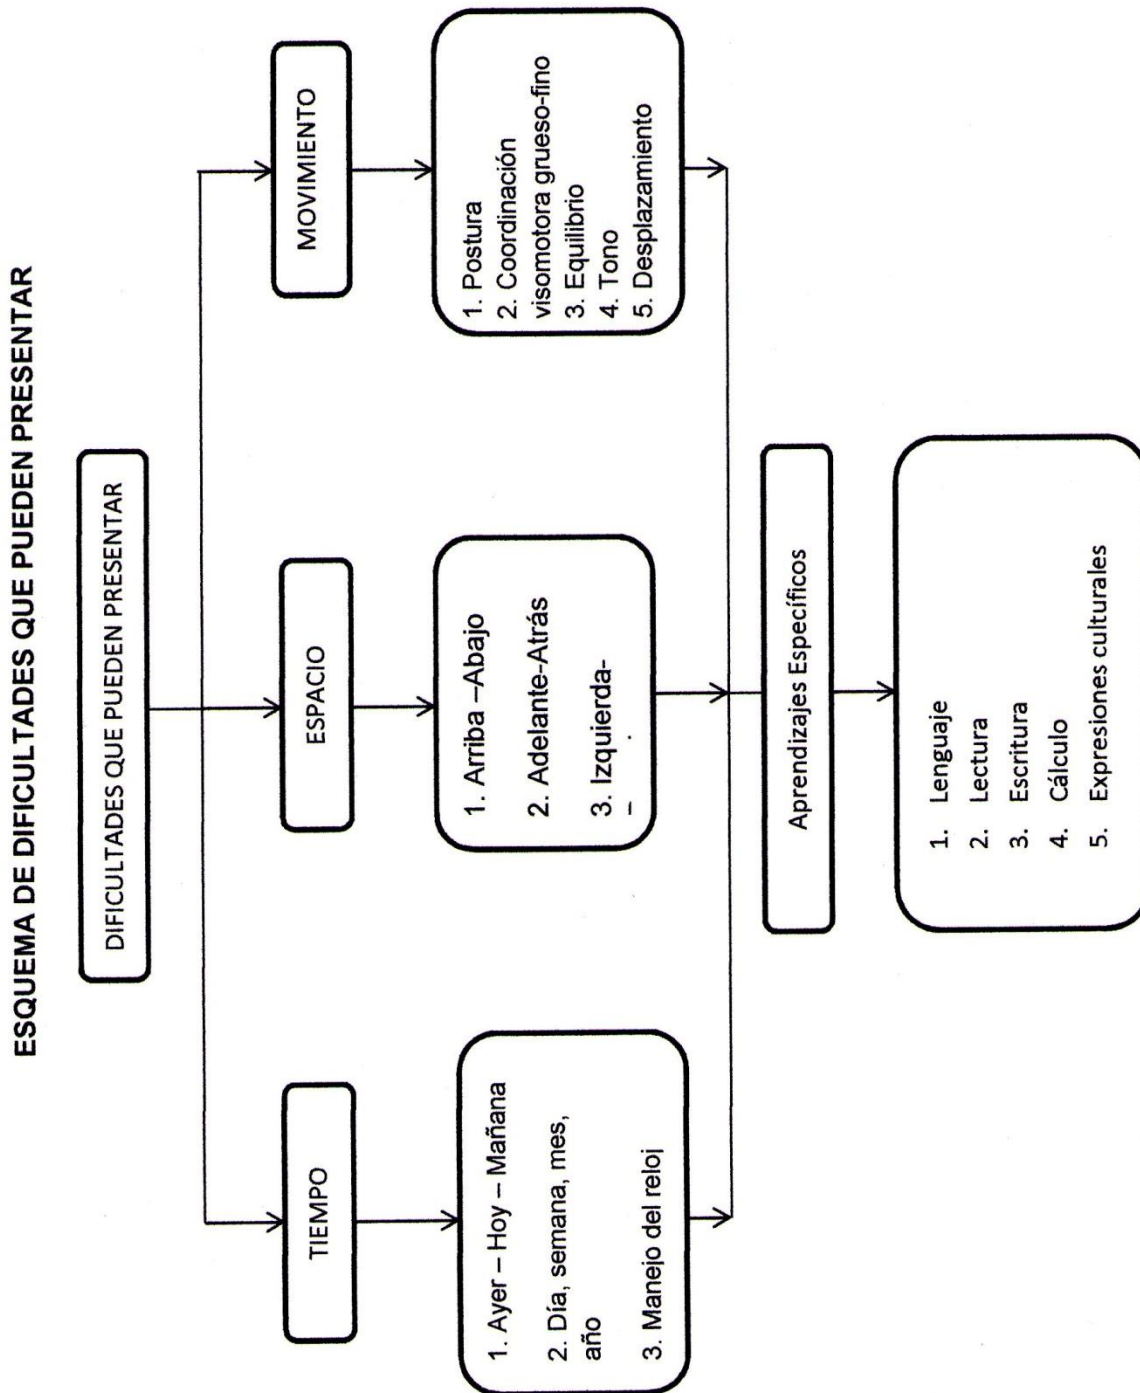 ESQUEMA DE DIFICULTADES QUE PUEDEN PRESENTAR
DIFICULTADES QUE PUEDEN PRESENTAR
TIEMPO
1. Ayer – Hoy – Mañana
2. Día, semana, mes,
año
3. Manejo del reloj
ESPACIO
1. Arriba –Abajo
2. Adelante-Atrás
3. Izquierda-
MOVIMIENTO
1. Postura
2. Coordinación
visomotora grueso-fino
3. Equilibrio
4. Tono
5. Desplazamiento
Aprendizajes Específicos
1. Lenguaje
2. Lectura
3. Escritura
4. Cálculo
5. Expresiones culturales